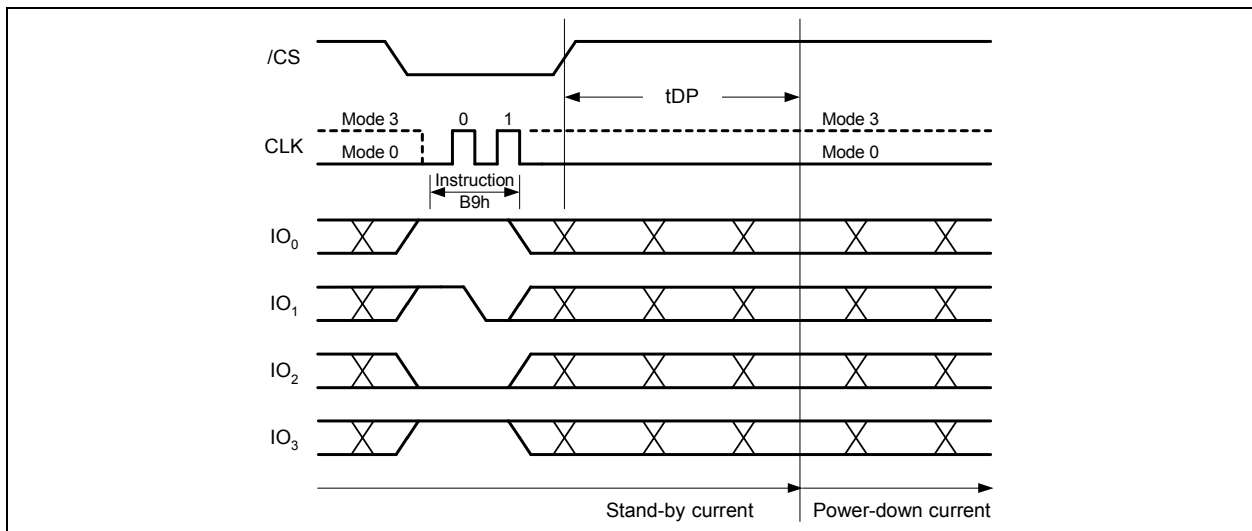 /CS
tDP
Mode 3 0 1 Mode 3
CLK
Mode 0 Mode 0
Instruction
B9h
IO0
IO1
IO2
IO3
Stand-by current Power-down current